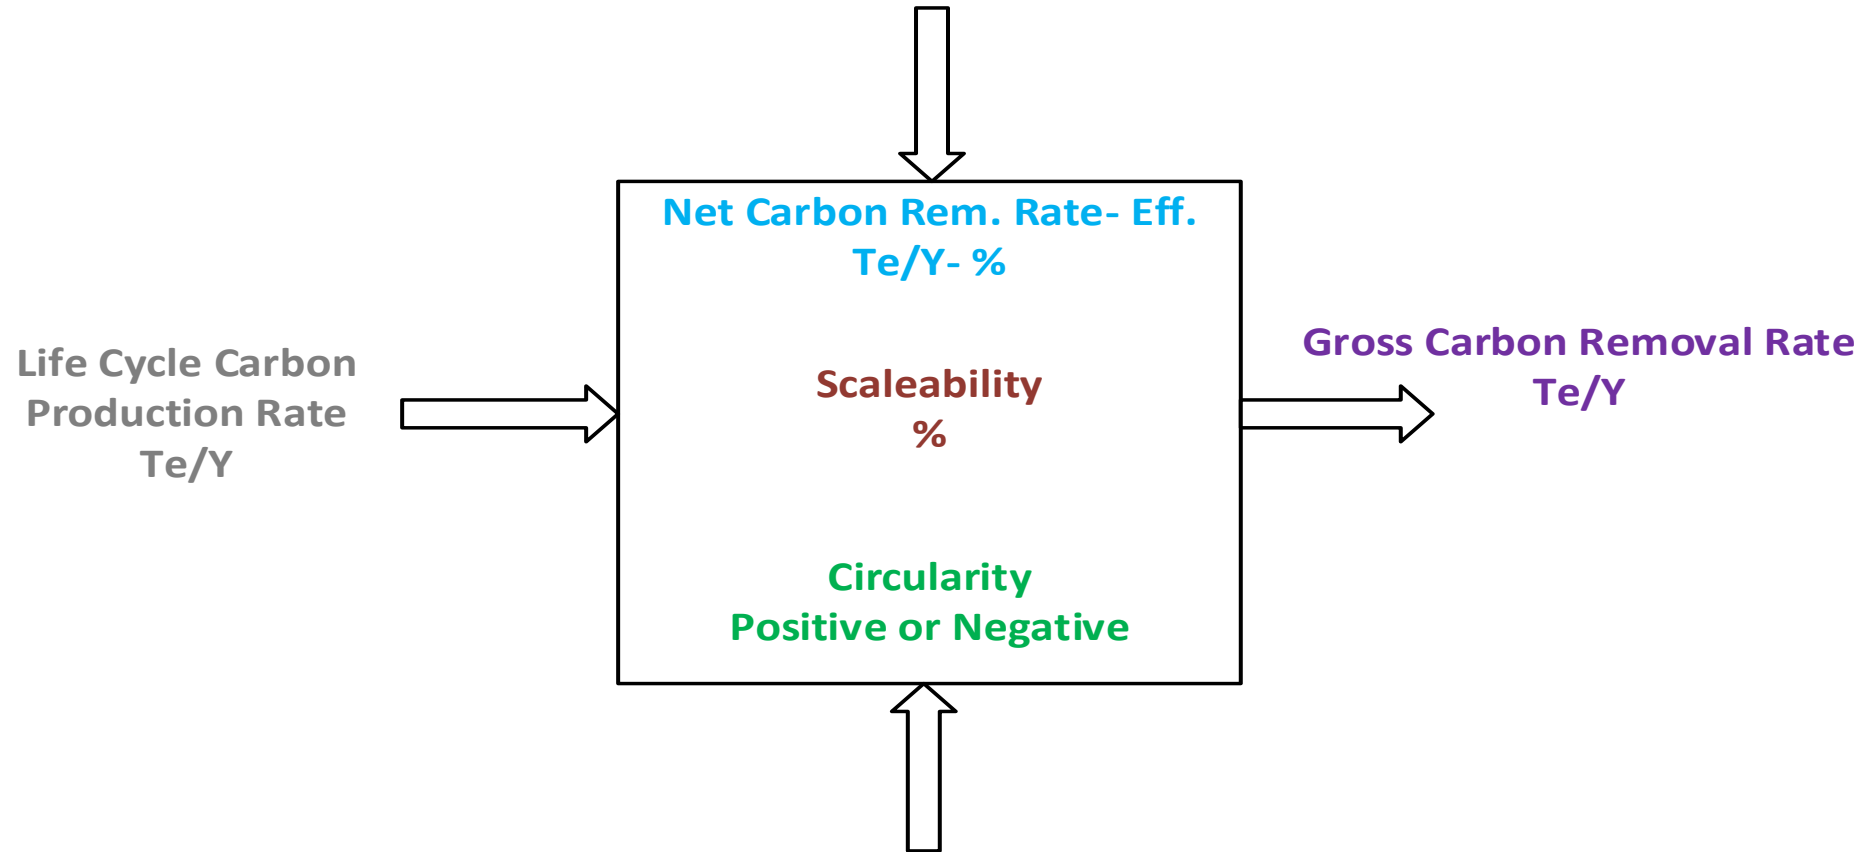 Net Carbon Rem. Rate- Eff.
Te/Y- %
Life Cycle Carbon
Production Rate
Te/Y
Scaleability
%
Gross Carbon Removal Rate
Te/Y
Circularity
Positive or Negative